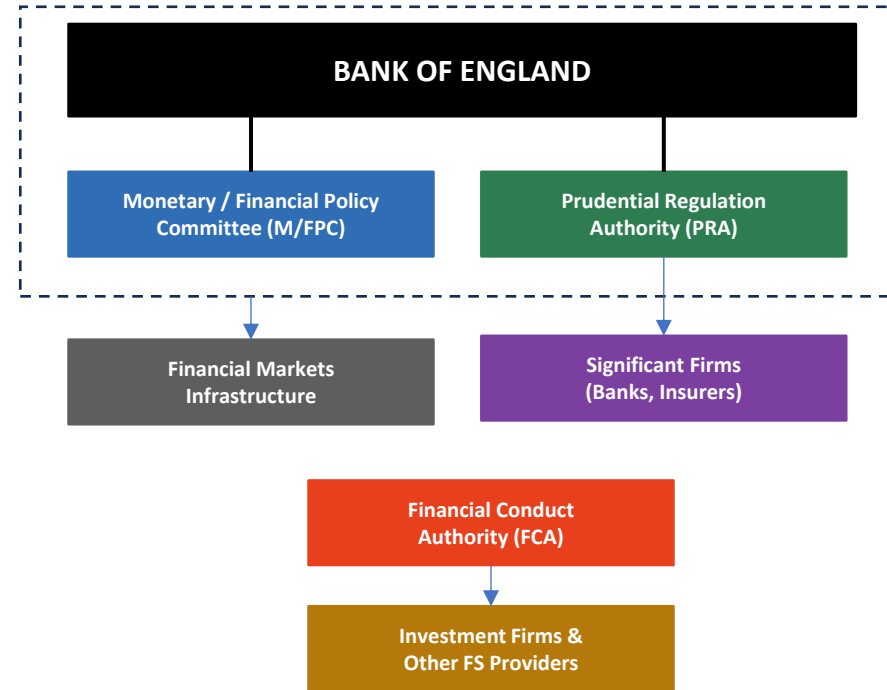 BANK OF ENGLAND
Monetary / Financial Policy
Committee (M/FPC)
Prudential Regulation
Authority (PRA)
Financial Markets
Infrastructure
Significant Firms
(Banks, Insurers)
Financial Conduct
Authority (FCA)
Investment Firms &
Other FS Providers